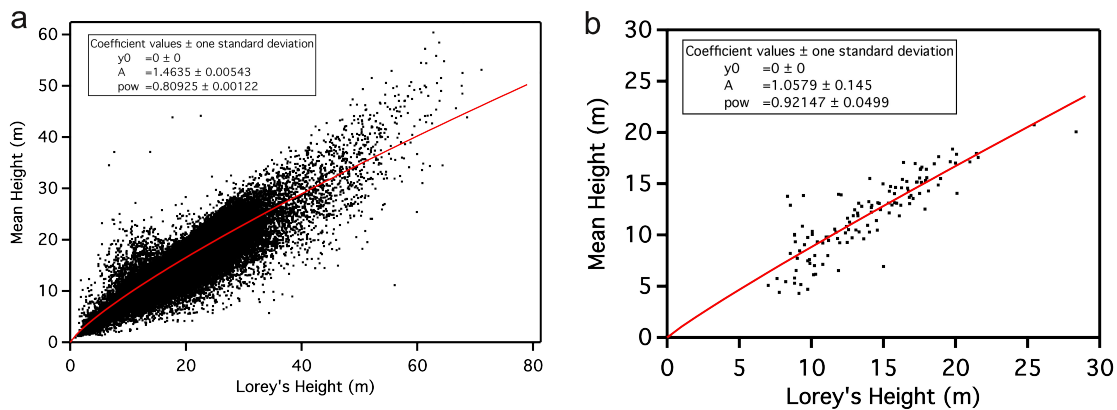 a
60
50
40
30
20
10
0
Mean Height (m)
Coefficient values ± one standard deviation
y0 =0 ± 0
A =1.4635 ± 0.00543
pow =0.80925 ± 0.00122
0 20 40 60 80
Lorey's Height (m)
b
30
25
20
15
10
5
0
Mean Height (m)
Coefficient values ± one standard deviation
y0 =0 ± 0
A =1.0579 ± 0.145
pow =0.92147 ± 0.0499
0 5 10 15 20 25 30
Lorey's Height (m)